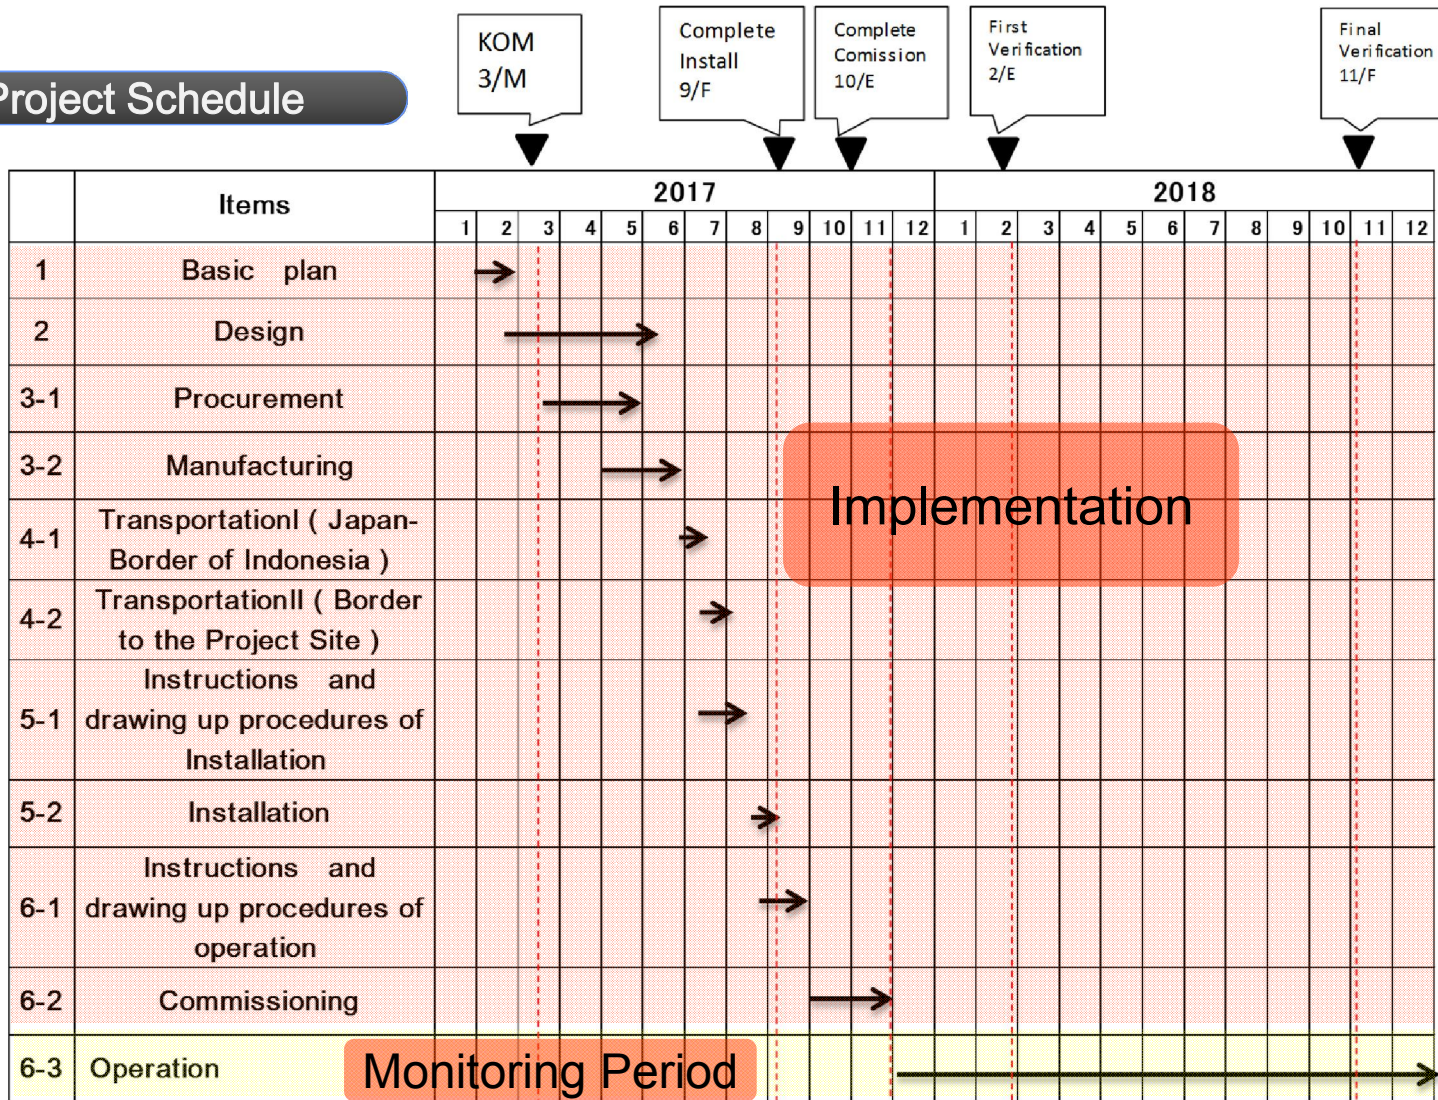 Project Schedule
KOM
3/M
Complete
Install
9/F
Complete
Comission
10/E
First
Verification
2/E
Final
Verification
11/F
Items
2017
2018
1 2 3 4 5 6 7 8 9 10 11 12 1 2 3 4 5 6 7 8 9 10 11 12
1 Basic plan
2 Design
3-1 Procurement
3-2 Manufacturing
Implementation
4-1 TransportationI ( Japan-
Border of Indonesia )
4-2 TransportationII ( Border
to the Project Site )
5-1 Instructions and
drawing up procedures of
Installation
5-2 Installation
6-1 Instructions and
drawing up procedures of
operation
6-2 Commissioning
6-3 Operation
Monitoring Period